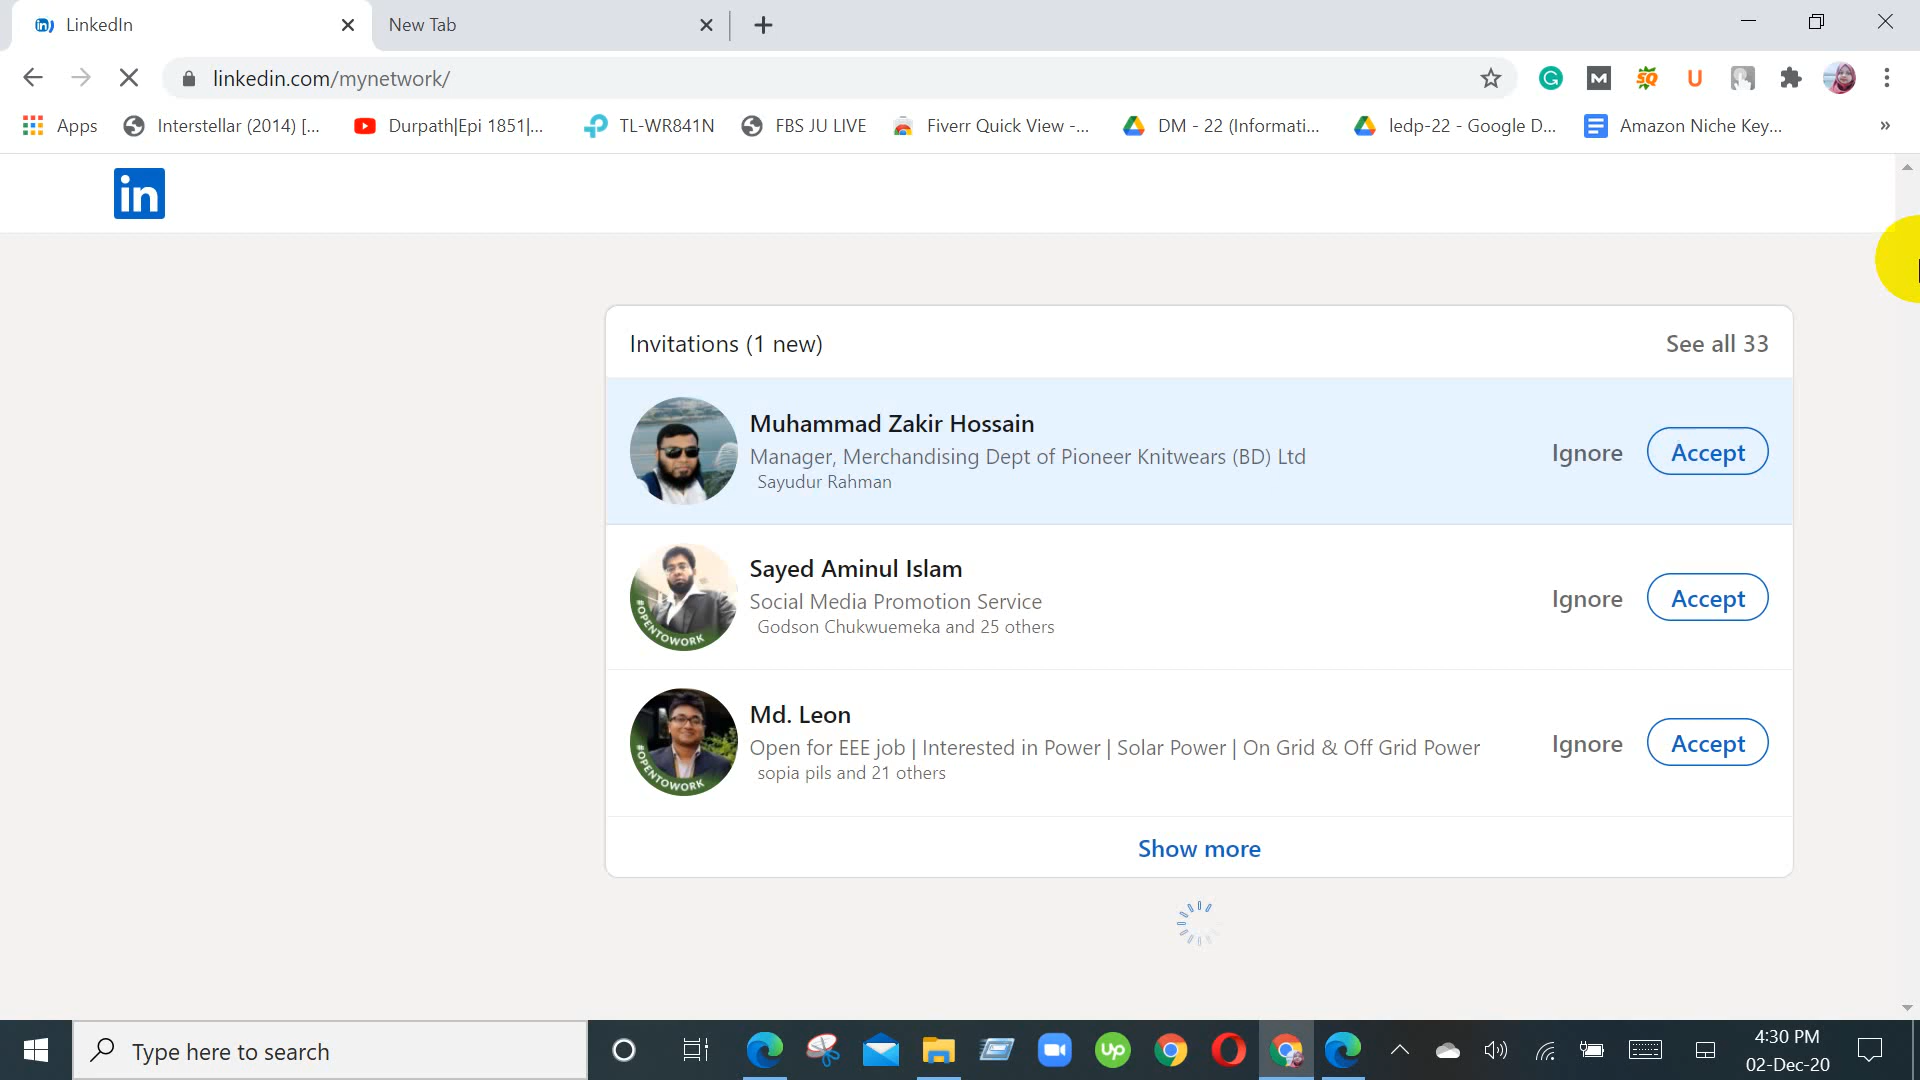 LinkedIn
New Tab
linkedin.com/mynetwork/
Apps
Interstellar (2014) [...
Durpath|Epi 1851|...
TL-WR841N
FBS JU LIVE
Fiverr Quick View -...
DM - 22 (Informati...
ledp-22 - Google D...
Amazon Niche Key...
»
in
Invitations (1 new)
See all 33
Muhammad Zakir Hossain
Manager, Merchandising Dept of Pioneer Knitwears (BD) Ltd
Sayudur Rahman
Ignore
Accept
Sayed Aminul Islam
Social Media Promotion Service
Godson Chukwuemeka and 25 others
#OPENTOWORK
Ignore
Accept
Md. Leon
Open for EEE job | Interested in Power | Solar Power | On Grid & Off Grid Power
sopia pils and 21 others
#OPENTOWORK
Ignore
Accept
Show more
Type here to search
4:30 PM
02-Dec-20